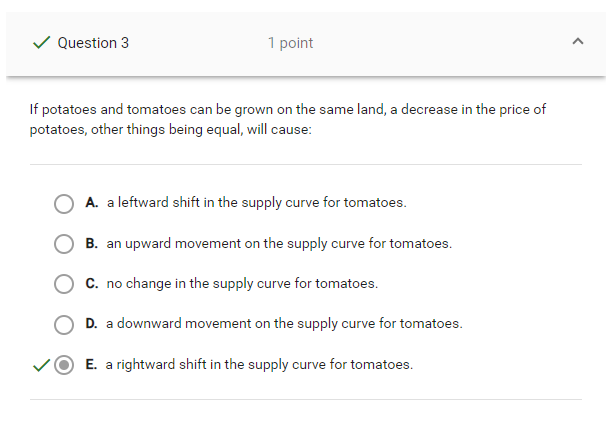 Question 3 1 point
If potatoes and tomatoes can be grown on the same land, a decrease in the price of
potatoes, other things being equal, will cause:
A. a leftward shift in the supply curve for tomatoes.
B. an upward movement on the supply curve for tomatoes.
C. no change in the supply curve for tomatoes.
D. a downward movement on the supply curve for tomatoes.
E. a rightward shift in the supply curve for tomatoes.